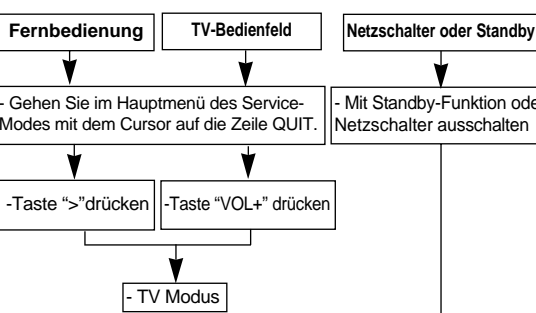 Fernbedienung
TV-Bedienfeld
Netzschalter oder Standby
- Gehen Sie im Hauptmenü des Service-
Modes mit dem Cursor auf die Zeile QUIT.
- Mit Standby-Funktion ode
Netzschalter ausschalten
-Taste “>”drücken
-Taste “VOL+” drücken
- TV Modus